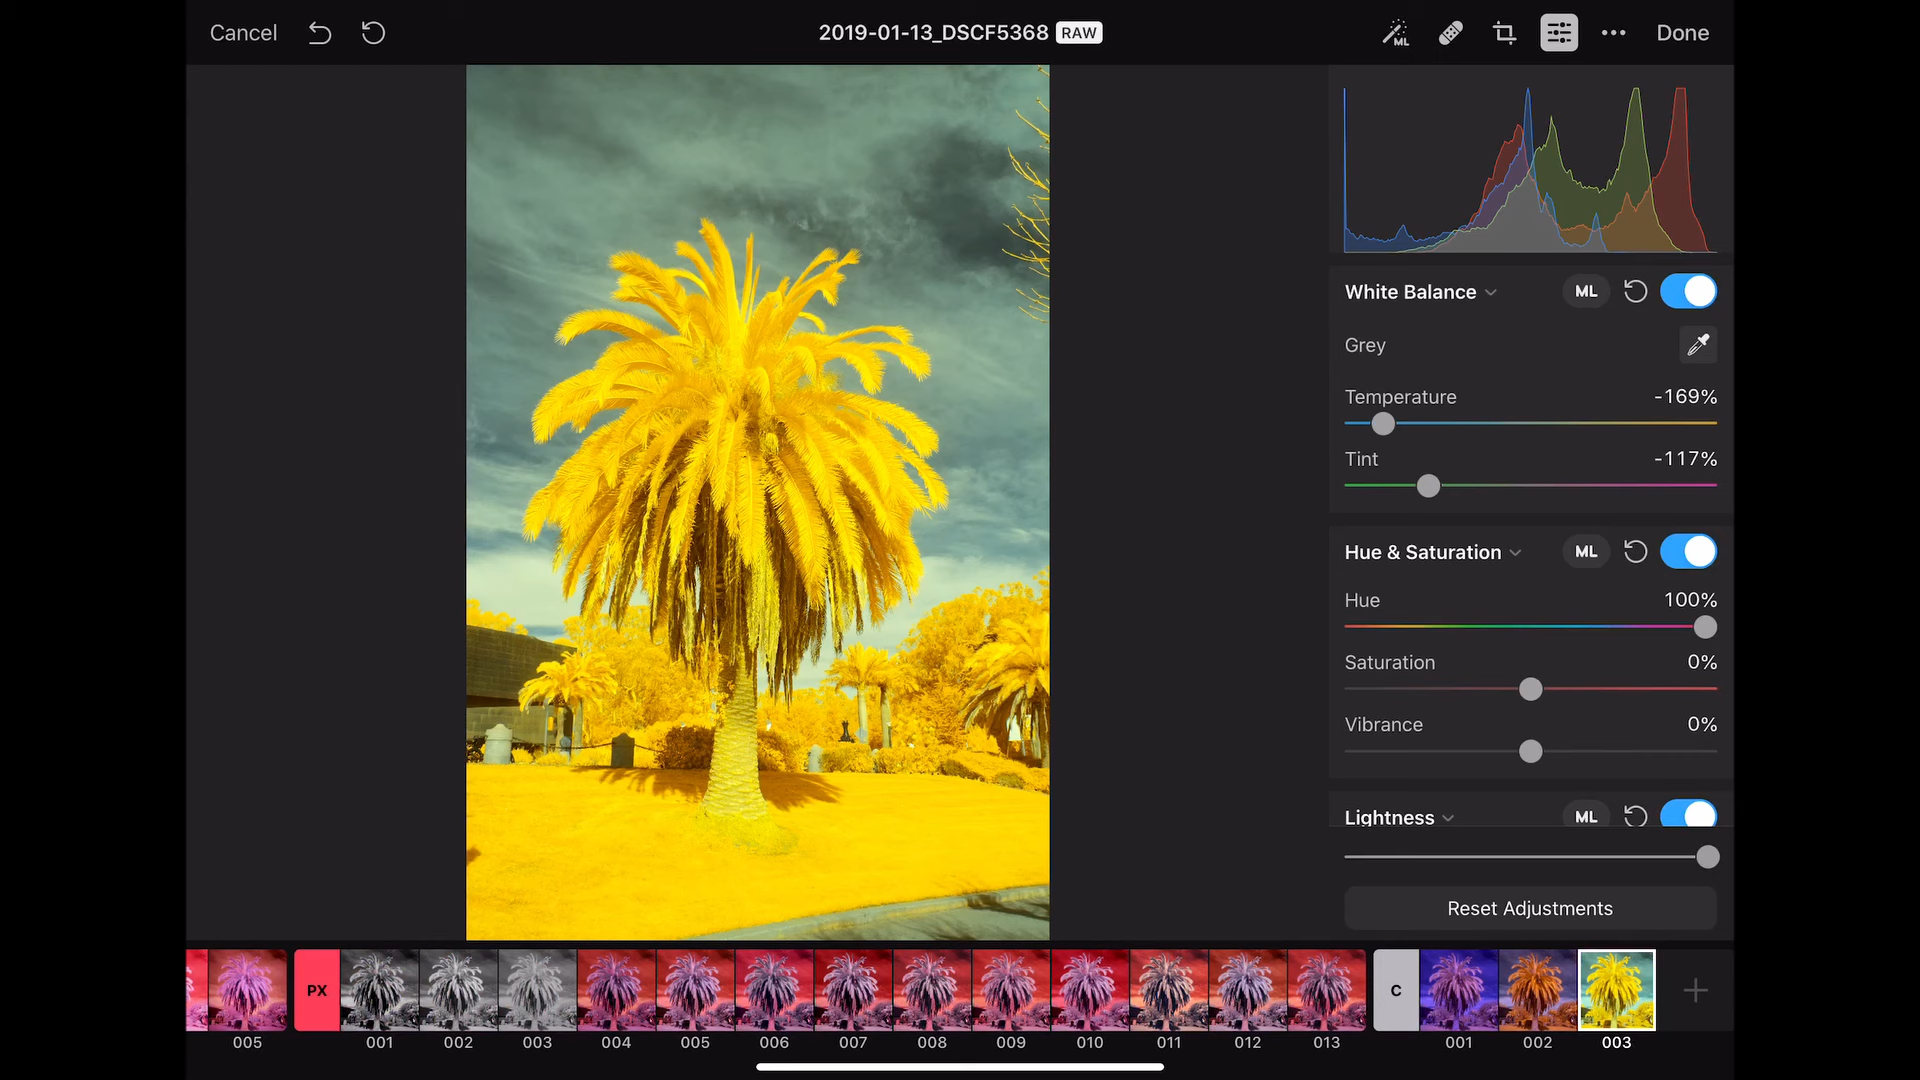 Cancel
2019-01-13_DSCF5368 RAW
ML
Done
White Balance ML
Grey
Temperature -169%
Tint -117%
Hue & Saturation ML
Hue 100%
Saturation 0%
Vibrance 0%
Lightness ML
Reset Adjustments
PX
C
005 001 002 003 004 005 006 007 008 009 010 011 012 013 001 002 003